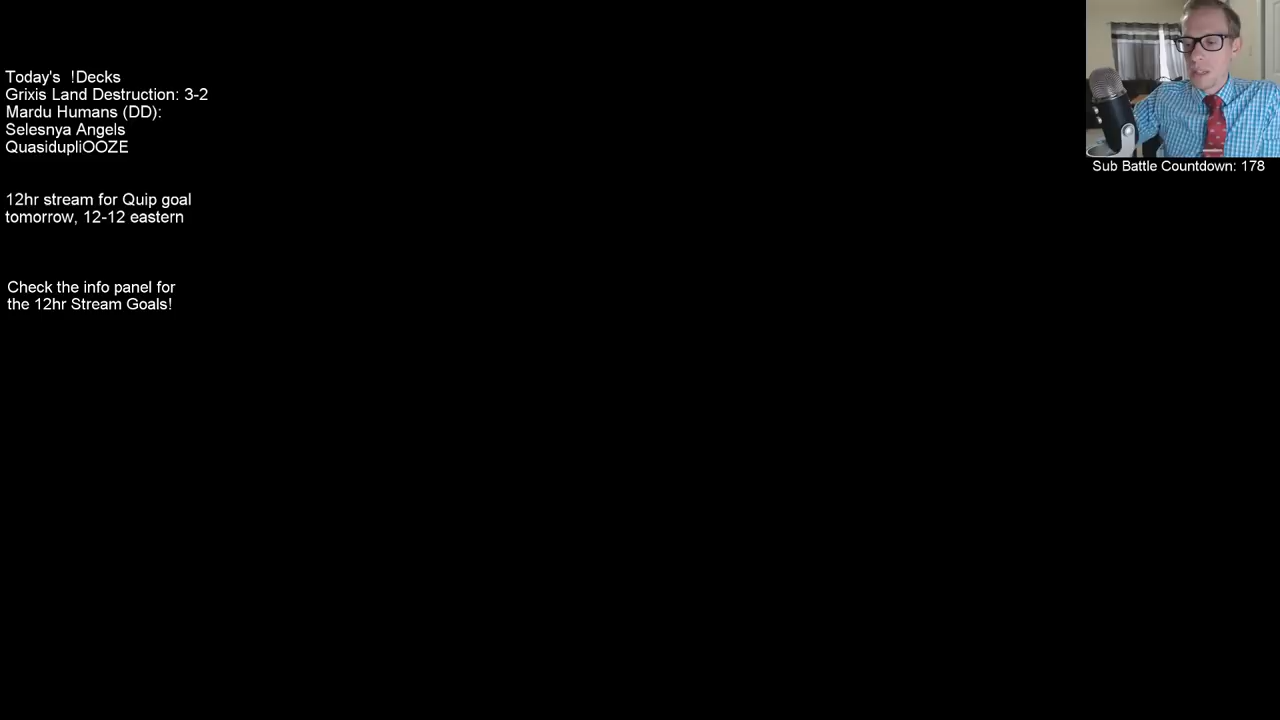 Today's !Decks
Grixis Land Destruction: 3-2
Mardu Humans (DD):
Selesnya Angels
QuasidupliOOZE
12hr stream for Quip goal
tomorrow, 12-12 eastern
Check the info panel for
the 12hr Stream Goals!
Sub Battle Countdown: 178